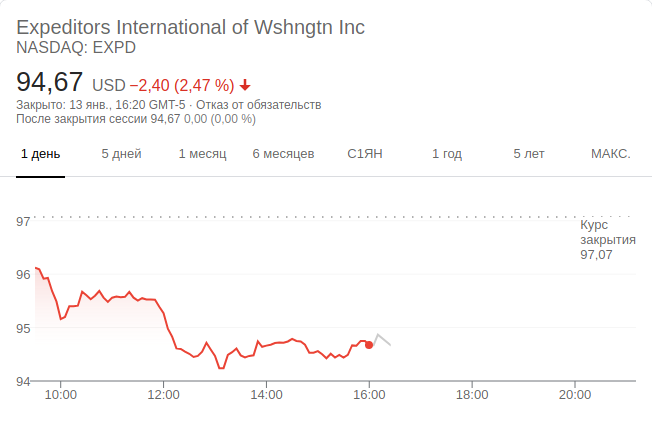 Expeditors International of Wshngtn Inc
NASDAQ: EXPD
94,67 USD −2,40 (2,47 %)
Закрыто: 13 янв., 16:20 GMT-5 · Отказ от обязательств
После закрытия сессии 94,67 0,00 (0,00 %)
1 день 5 дней 1 месяц 6 месяцев С1ЯН 1 год 5 лет МАКС.
97
Курс
закрытия
97,07
96
95
94
10:00 12:00 14:00 16:00 18:00 20:00